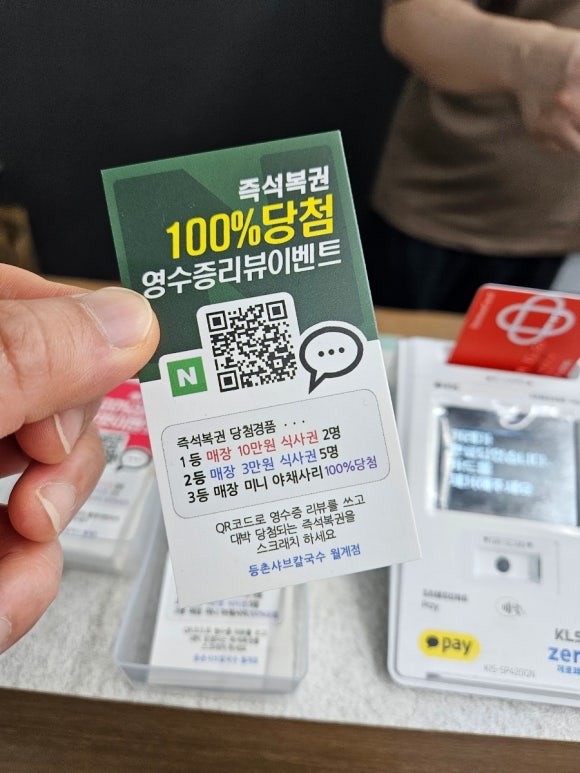 즉석복권
100%당첨
영수증리뷰이벤트
N
즉석복권 당첨경품 · · ·
1등 매장 10만원 식사권 2명
2등 매장 3만원 식사권 5명
3등 매장 미니 야채사리 100%당첨
QR코드로 영수증 리뷰를 쓰고
대박 당첨되는 즉석복권을
스크래치 하세요
등촌샤브칼국수 월계점
SAMSUNG
Pay
pay
KIS-SP420QN
zer